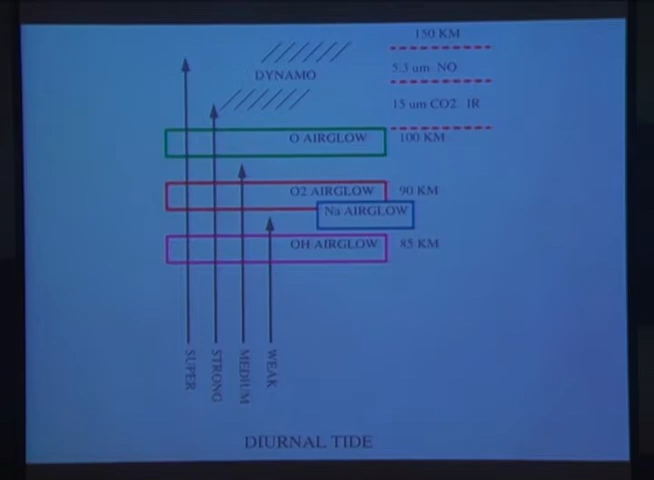 150 KM
DYNAMO
5.3 um NO
15 um CO2 IR
O AIRGLOW
100 KM
O2 AIRGLOW
90 KM
Na AIRGLOW
OH AIRGLOW
85 KM
SUPER
STRONG
MEDIUM
WEAK
DIURNAL TIDE